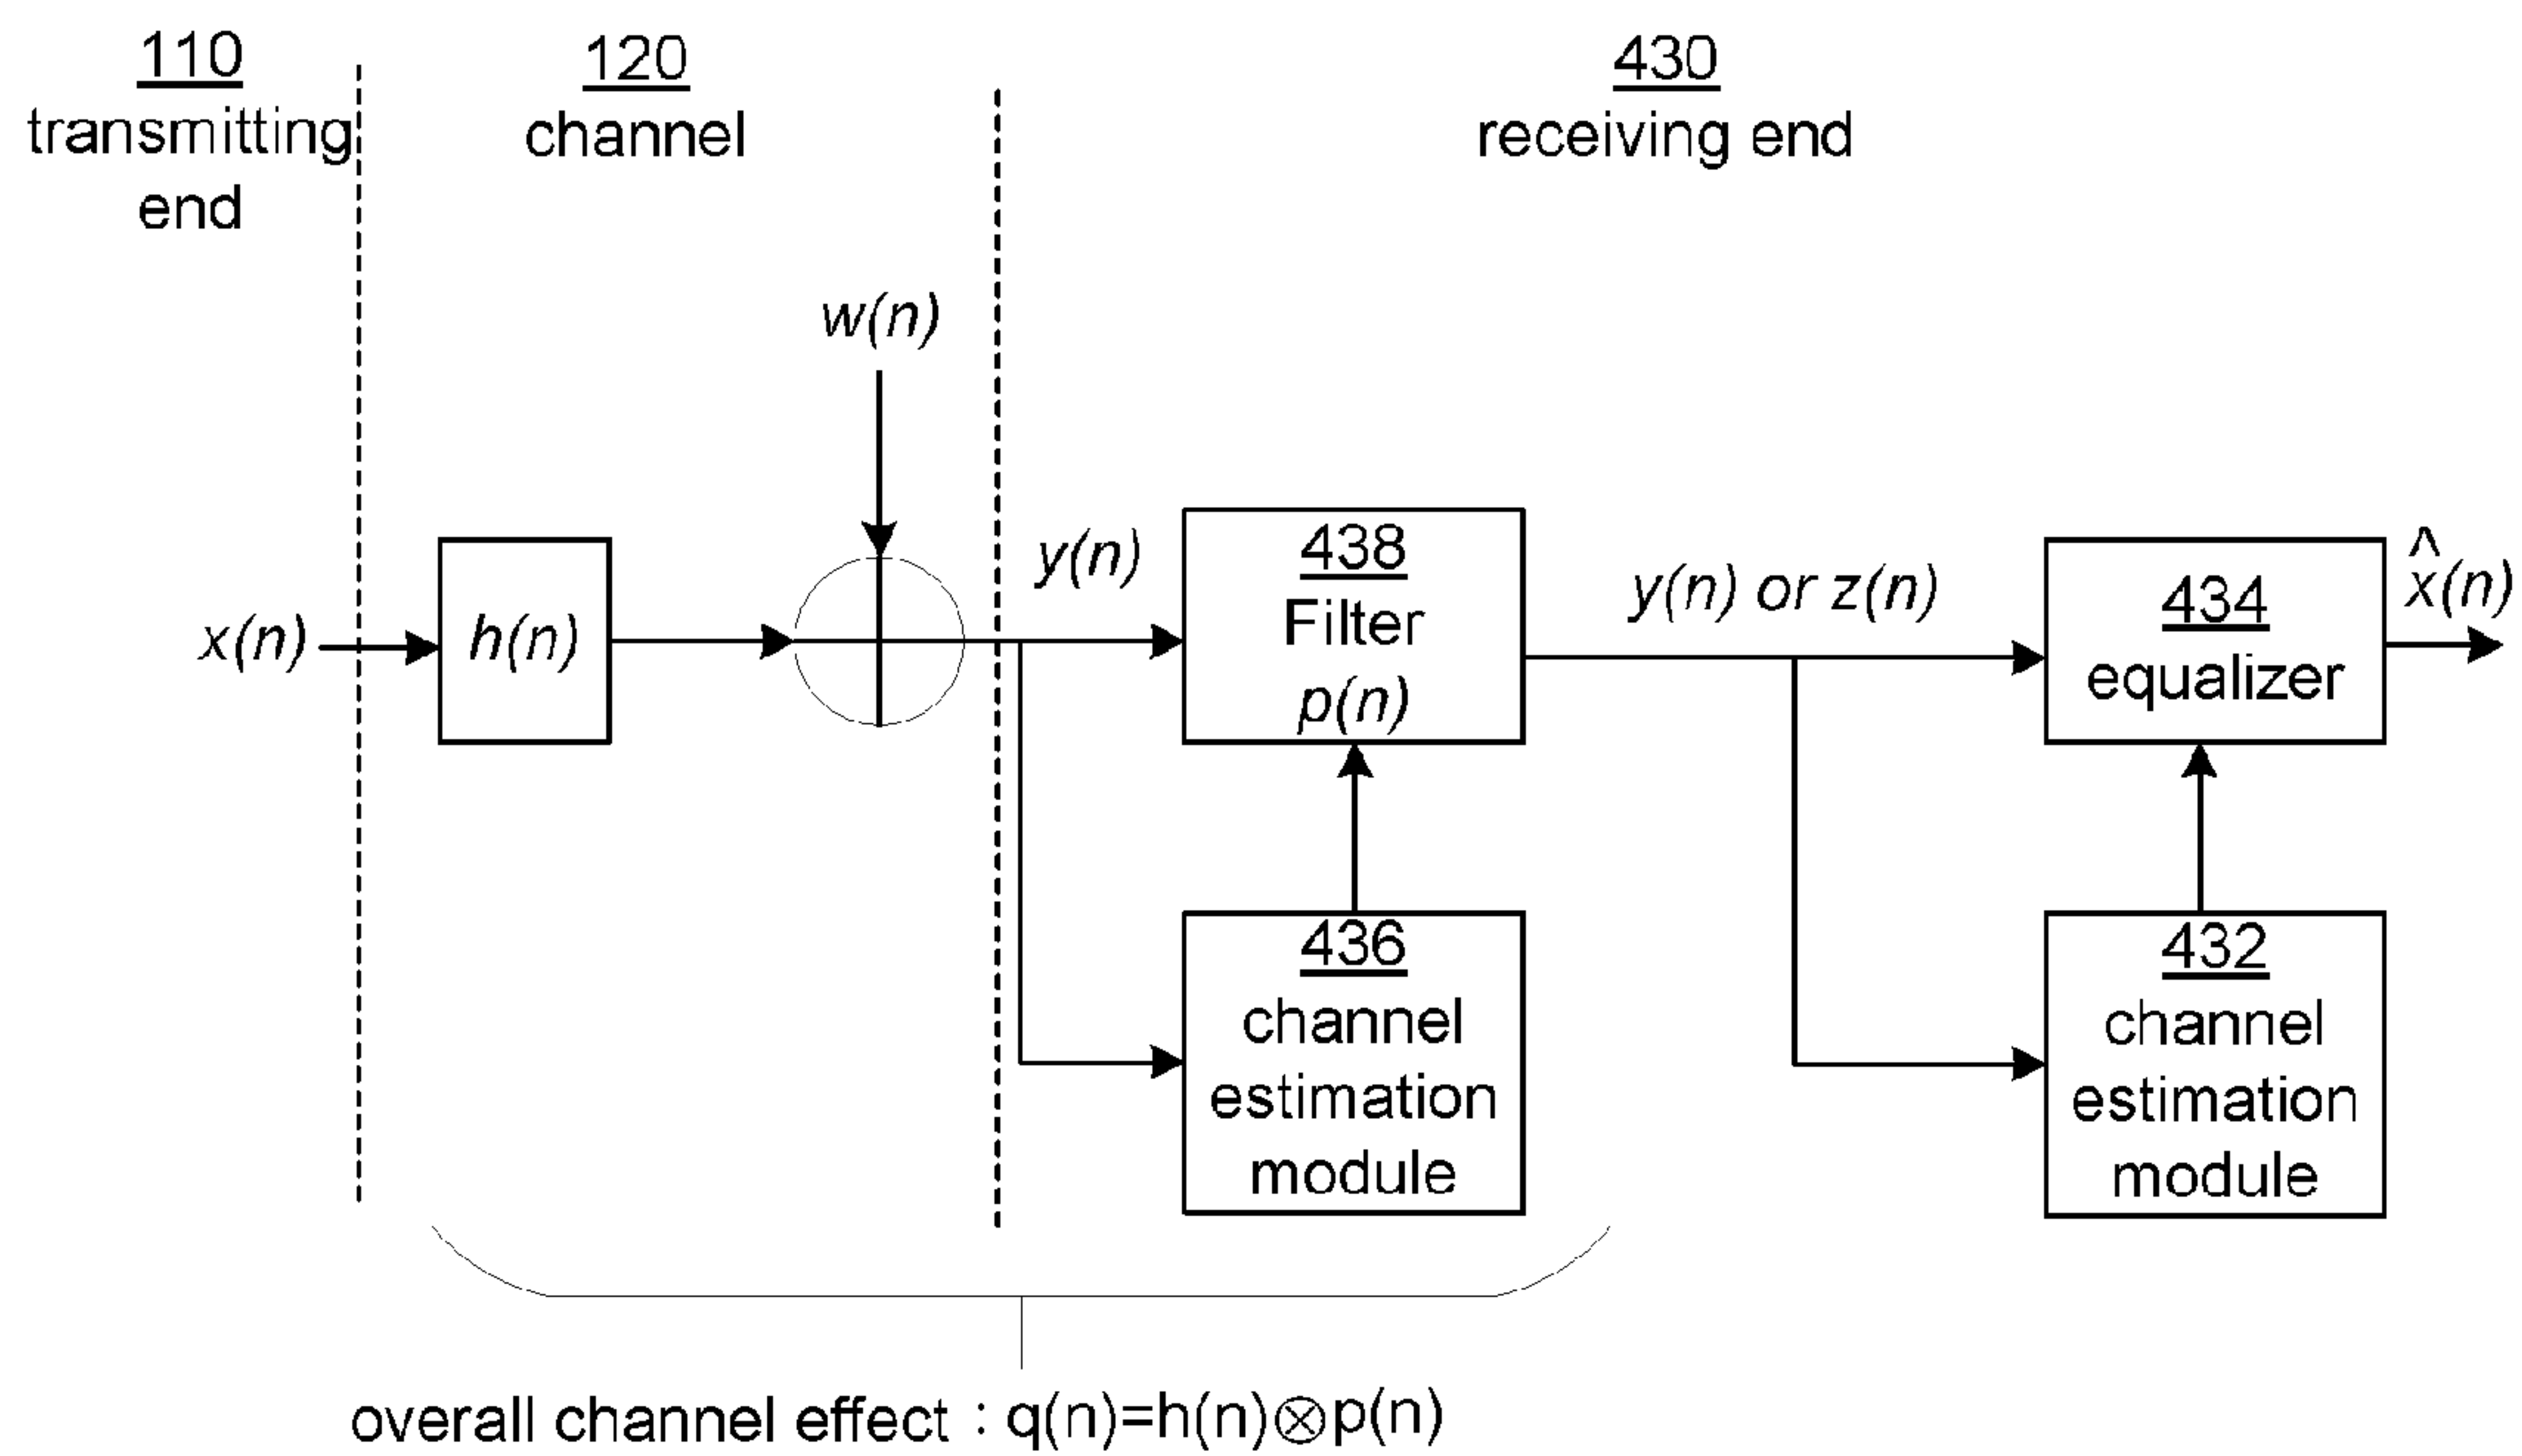 110
transmitting
end
120
channel
430
receiving end
w(n)
x(n)
h(n)
y(n)
438
Filter
p(n)
y(n) or z(n)
434
equalizer
x̂(n)
436
channel
estimation
module
432
channel
estimation
module
overall channel effect : q(n)=h(n)⊗p(n)